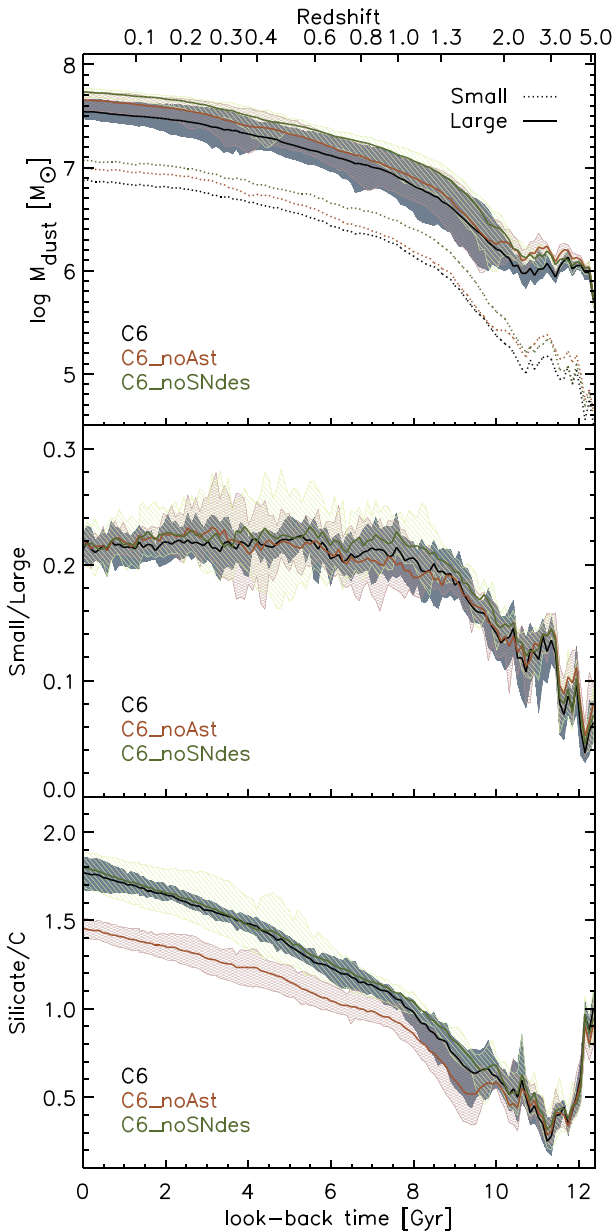 Redshift
0.1 0.2 0.3 0.4 0.6 0.8 1.0 1.3 2.0 3.0 5.0
8
7
6
5
log M_dust [M⊙]
Small
Large
C6
C6_noAst
C6_noSNdes
0.3
0.2
0.1
0.0
Small/Large
C6
C6_noAst
C6_noSNdes
2.0
1.5
1.0
0.5
Silicate/C
C6
C6_noAst
C6_noSNdes
0 2 4 6 8 10 12
look-back time [Gyr]